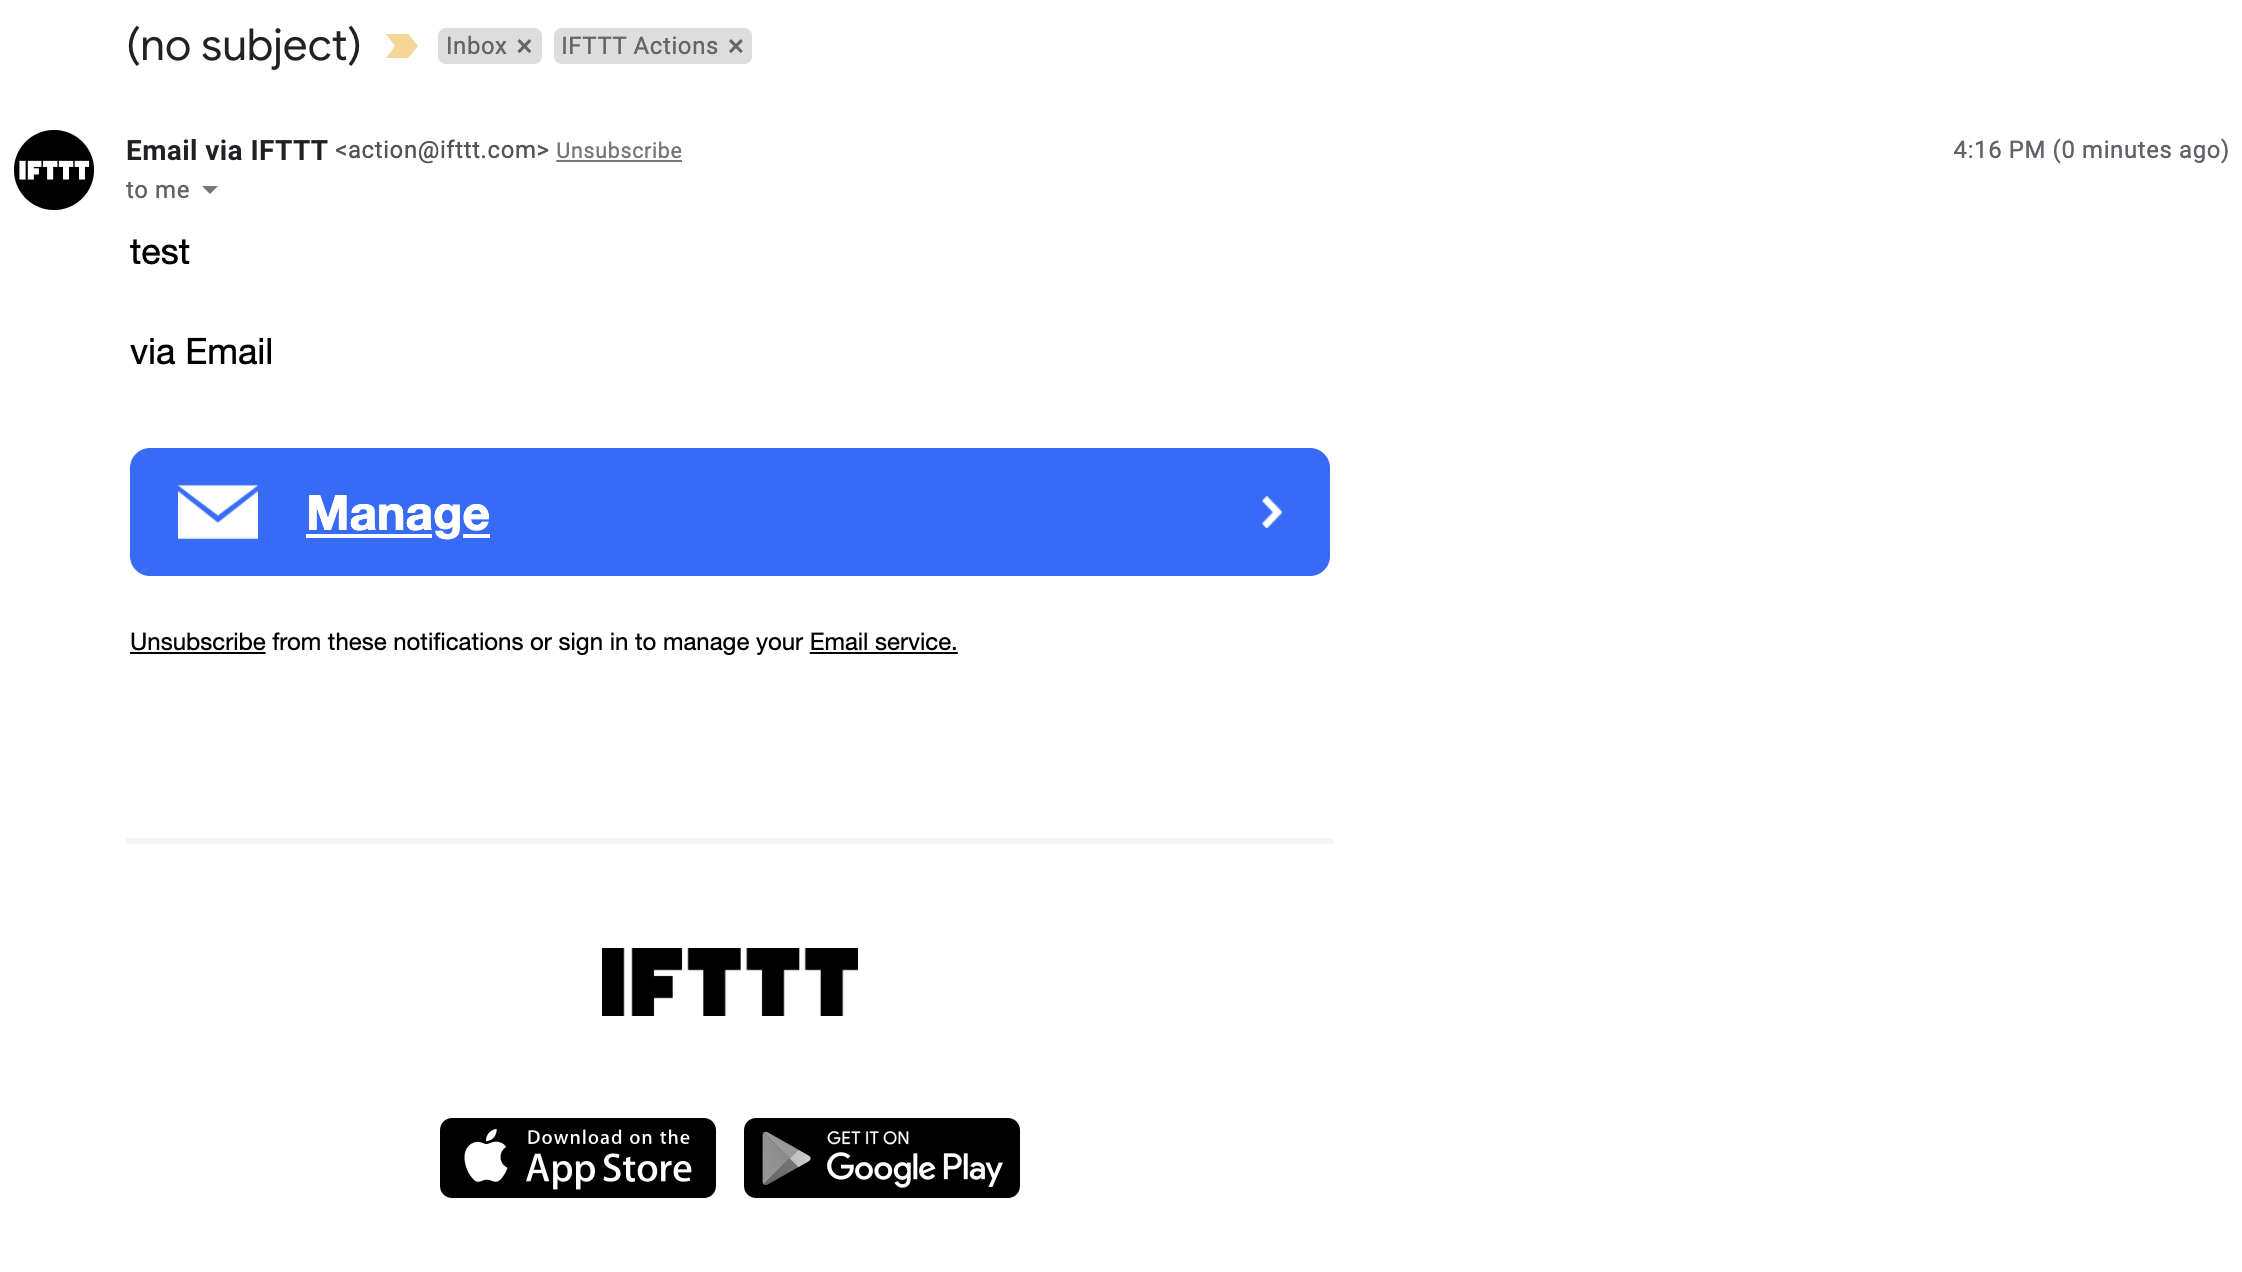 (no subject) Inbox × IFTTT Actions ×
IFTTT
Email via IFTTT <action@ifttt.com> Unsubscribe 4:16 PM (0 minutes ago)
to me
test
via Email
Manage
Unsubscribe from these notifications or sign in to manage your Email service.
IFTTT
Download on the
App Store
GET IT ON
Google Play